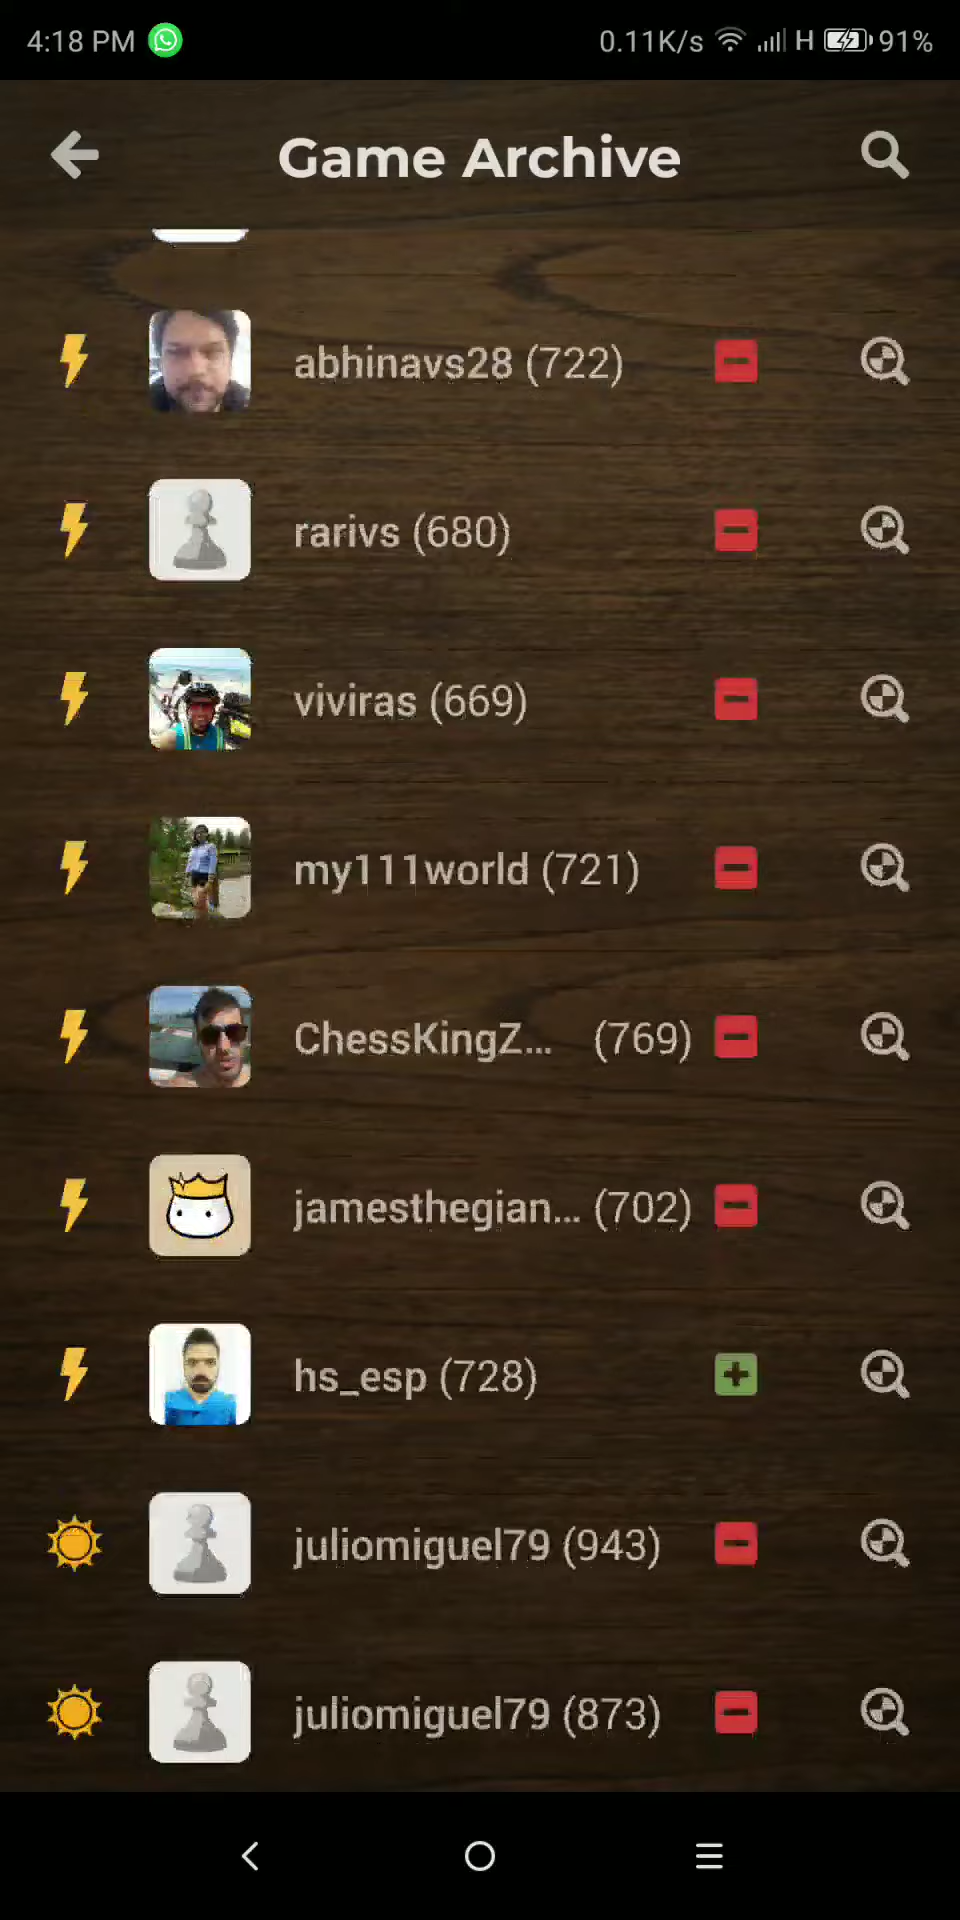 4:18 PM 0.11K/s H 91%
Game Archive
abhinavs28 (722)
rarivs (680)
viviras (669)
my111world (721)
ChessKingZ... (769)
jamesthegian... (702)
hs_esp (728)
juliomiguel79 (943)
juliomiguel79 (873)